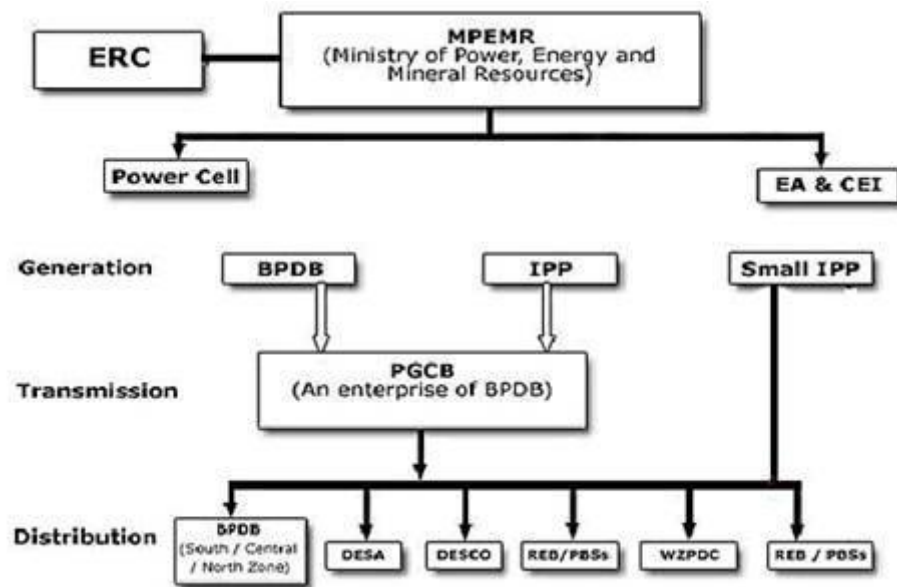 MPEMR
(Ministry of Power, Energy and
Mineral Resources)
ERC
Power Cell
EA & CEI
Generation
BPDB
IPP
Small IPP
Transmission
PGCB
(An enterprise of BPDB)
Distribution
BPDB
(South / Central
/ North Zone)
DESA
DESCO
REB/PBSs
WZPDC
REB / PBSs